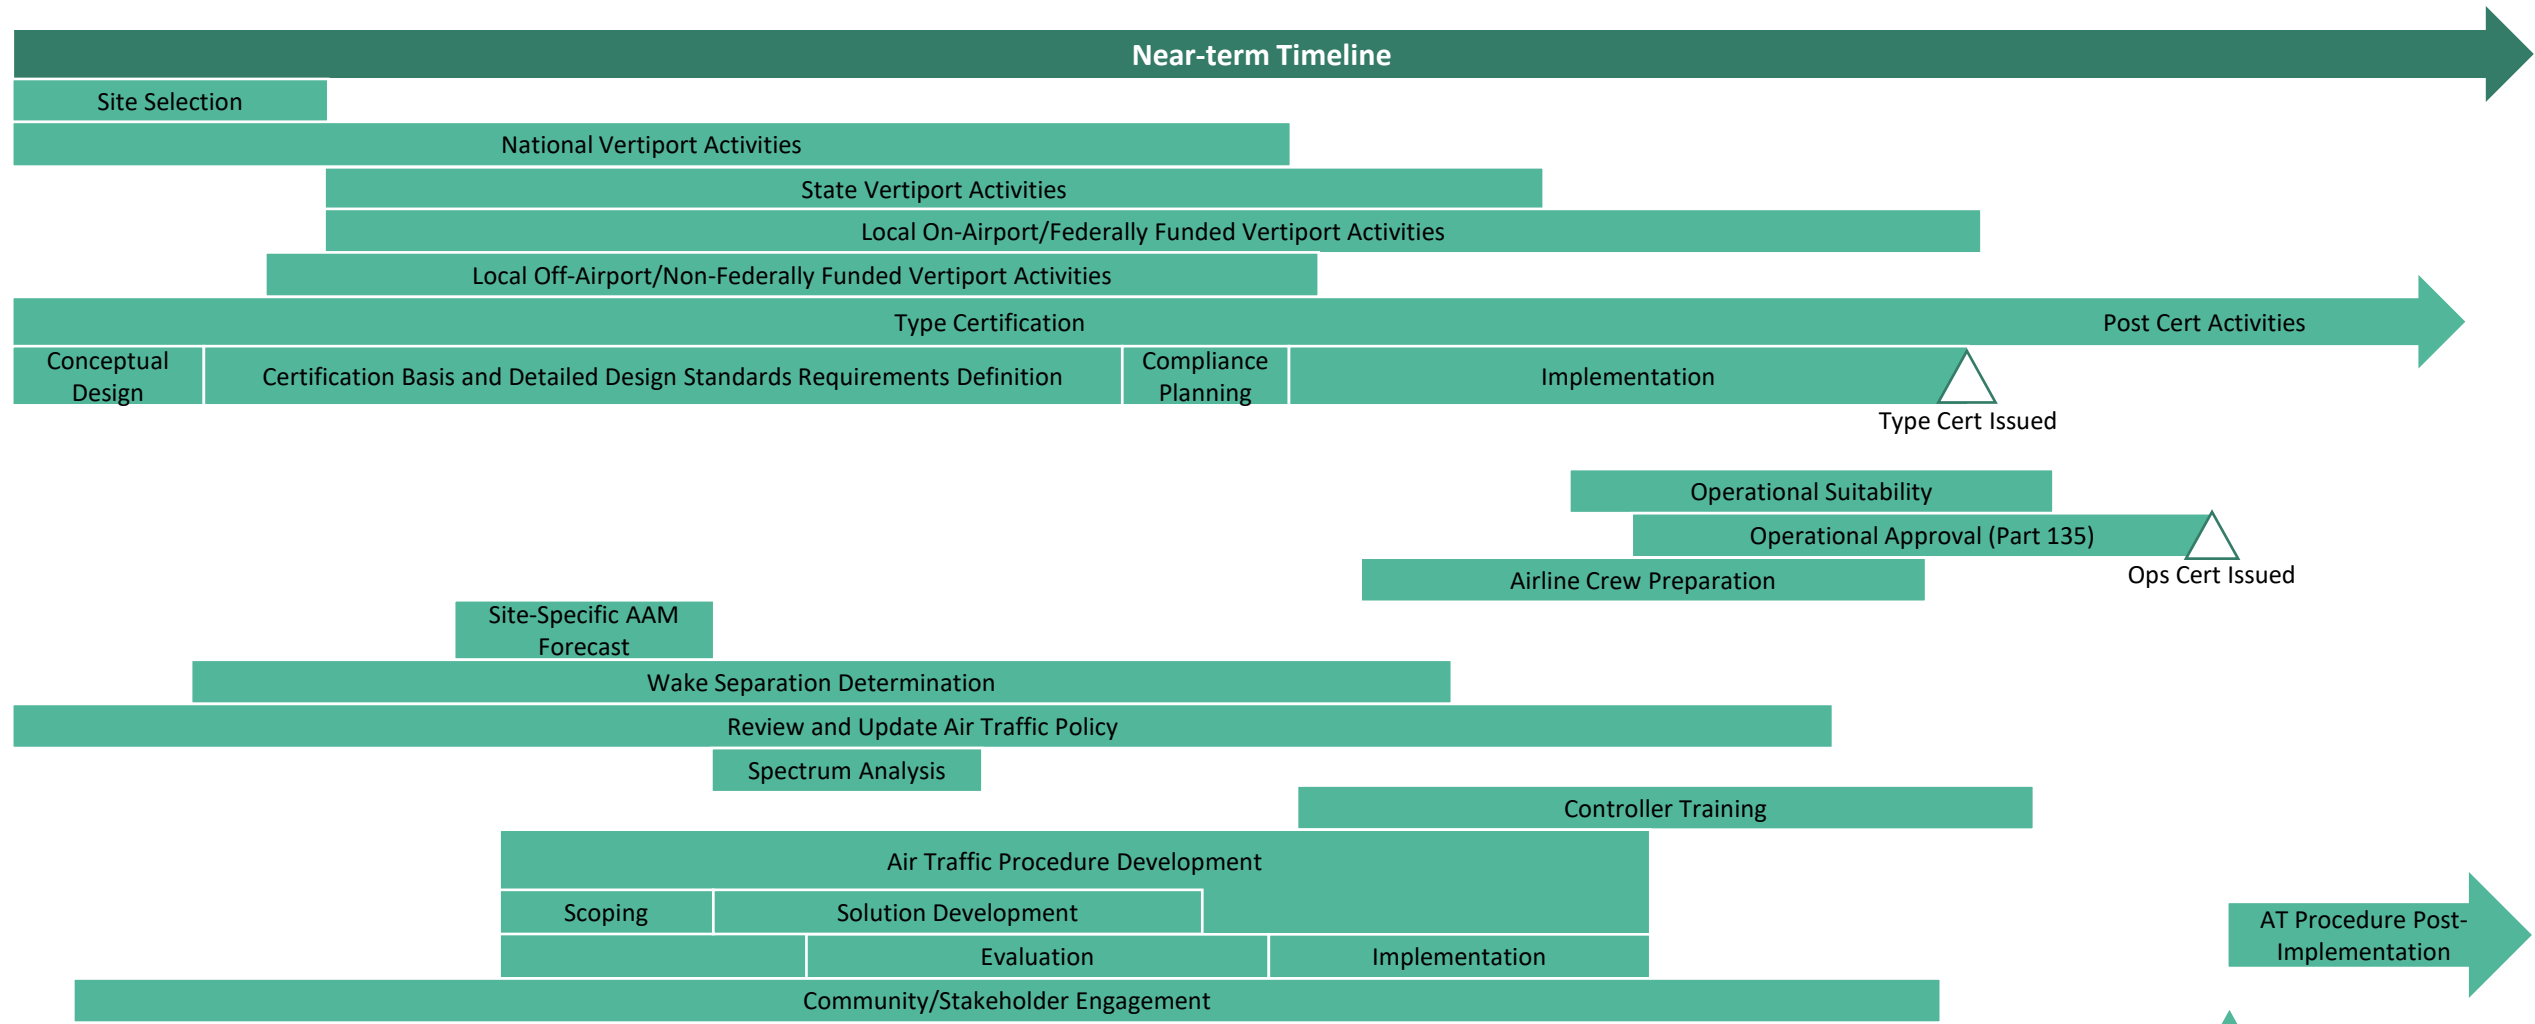 Near-term Timeline
Site Selection
National Vertiport Activities
State Vertiport Activities
Local On-Airport/Federally Funded Vertiport Activities
Local Off-Airport/Non-Federally Funded Vertiport Activities
Type Certification
Post Cert Activities
Conceptual
Design
Certification Basis and Detailed Design Standards Requirements Definition
Compliance
Planning
Implementation
Type Cert Issued
Operational Suitability
Operational Approval (Part 135)
Ops Cert Issued
Airline Crew Preparation
Site-Specific AAM
Forecast
Wake Separation Determination
Review and Update Air Traffic Policy
Spectrum Analysis
Controller Training
Air Traffic Procedure Development
Scoping
Solution Development
Evaluation
Implementation
AT Procedure Post-
Implementation
Community/Stakeholder Engagement